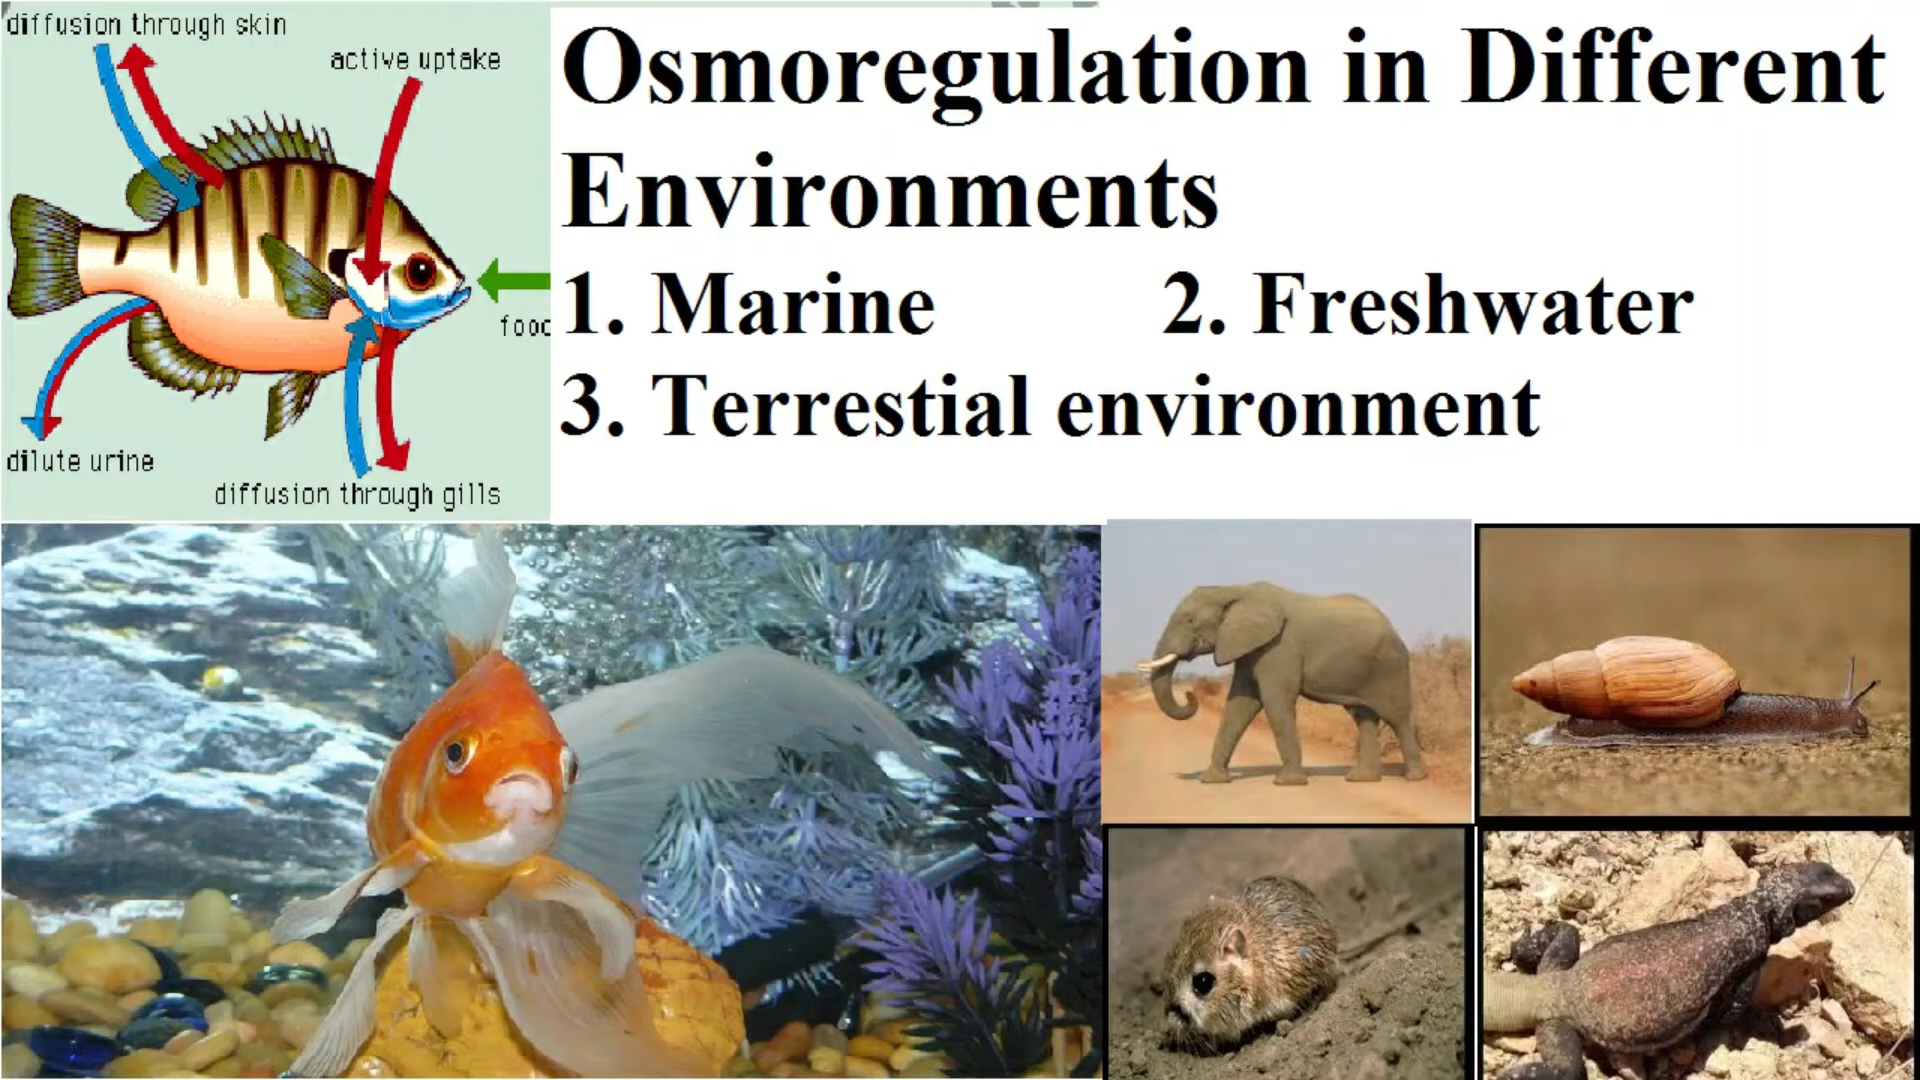 diffusion through skin
active uptake
dilute urine
diffusion through gills
Osmoregulation in Different
Environments
1. Marine 2. Freshwater
3. Terrestial environment